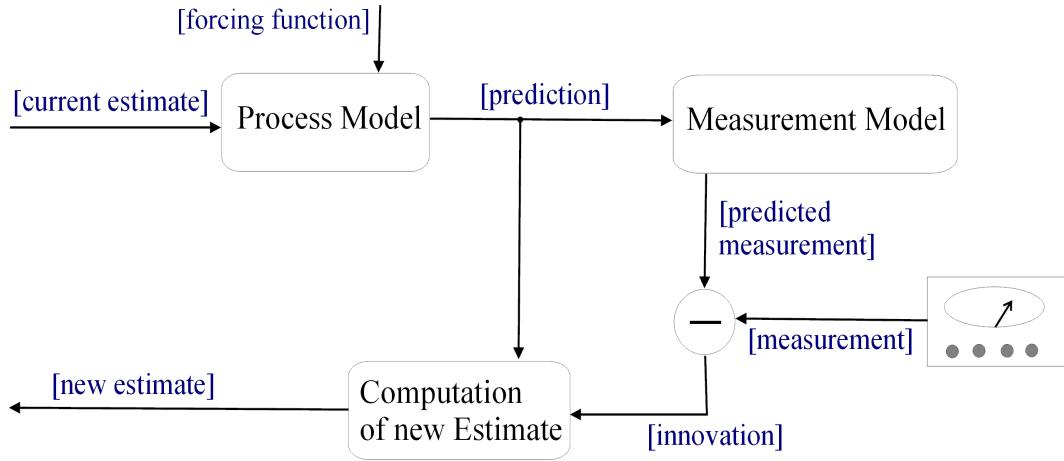 [forcing function]
[current estimate]
Process Model
[prediction]
Measurement Model
[predicted
measurement]
[measurement]
[new estimate]
Computation
of new Estimate
[innovation]